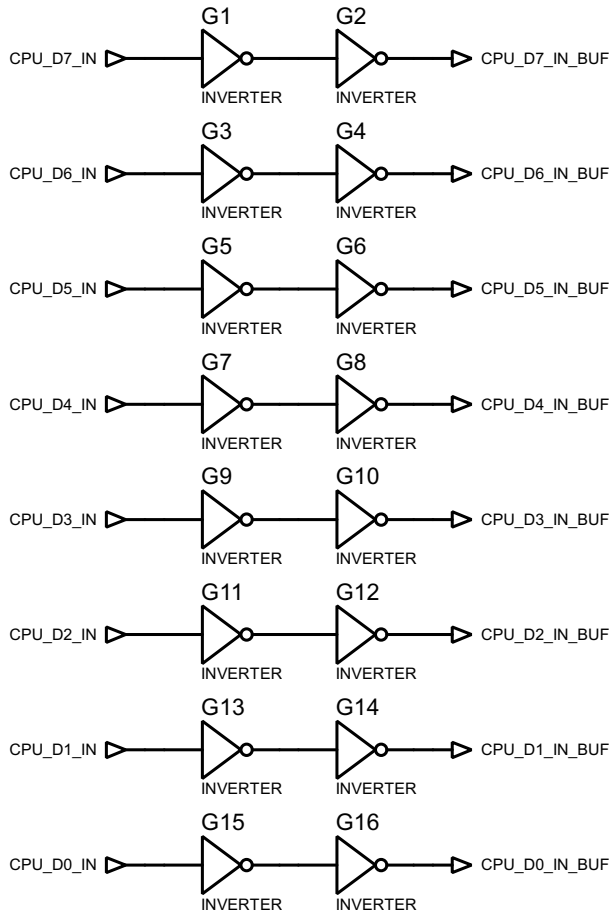 G1 G2
CPU_D7_IN CPU_D7_IN_BUF
INVERTER INVERTER
G3 G4
CPU_D6_IN CPU_D6_IN_BUF
INVERTER INVERTER
G5 G6
CPU_D5_IN CPU_D5_IN_BUF
INVERTER INVERTER
G7 G8
CPU_D4_IN CPU_D4_IN_BUF
INVERTER INVERTER
G9 G10
CPU_D3_IN CPU_D3_IN_BUF
INVERTER INVERTER
G11 G12
CPU_D2_IN CPU_D2_IN_BUF
INVERTER INVERTER
G13 G14
CPU_D1_IN CPU_D1_IN_BUF
INVERTER INVERTER
G15 G16
CPU_D0_IN CPU_D0_IN_BUF
INVERTER INVERTER